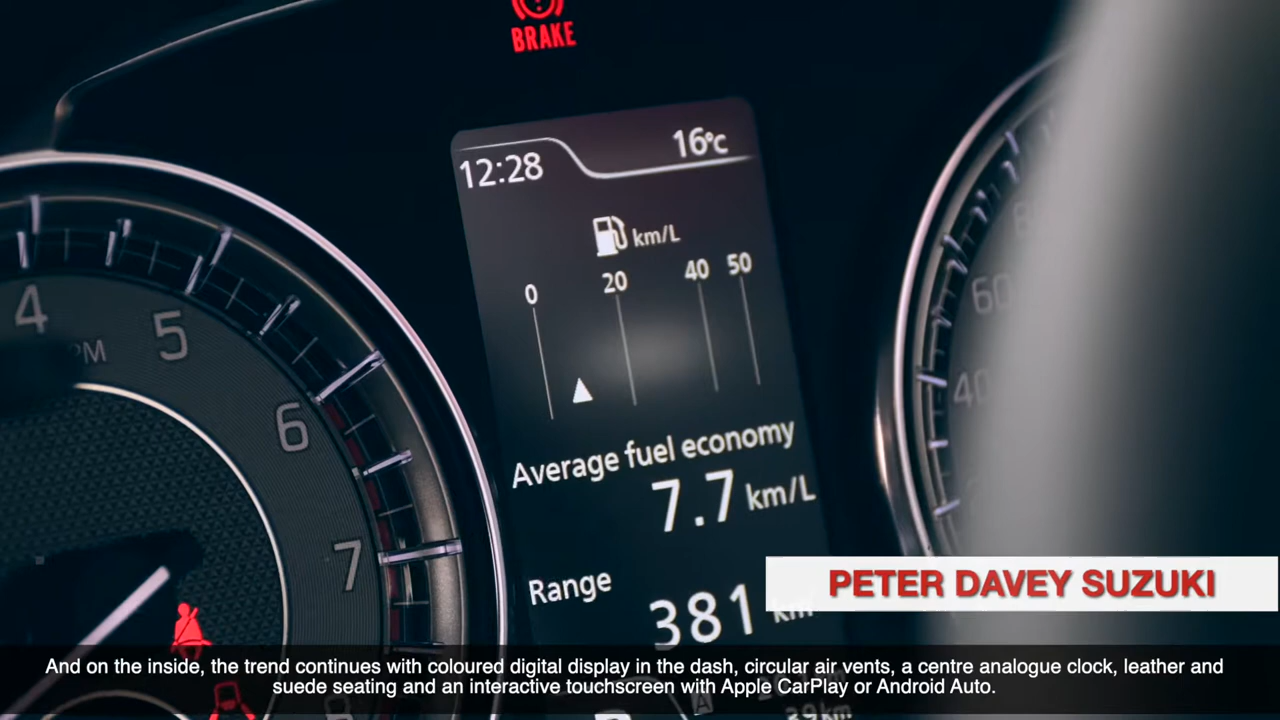 BRAKE
12:28
16°C
km/L
0 20 40 50
Average fuel economy
7.7 km/L
Range
381 km
4
5
6
7
60
40
PETER DAVEY SUZUKI
And on the inside, the trend continues with coloured digital display in the dash, circular air vents, a centre analogue clock, leather and
suede seating and an interactive touchscreen with Apple CarPlay or Android Auto.